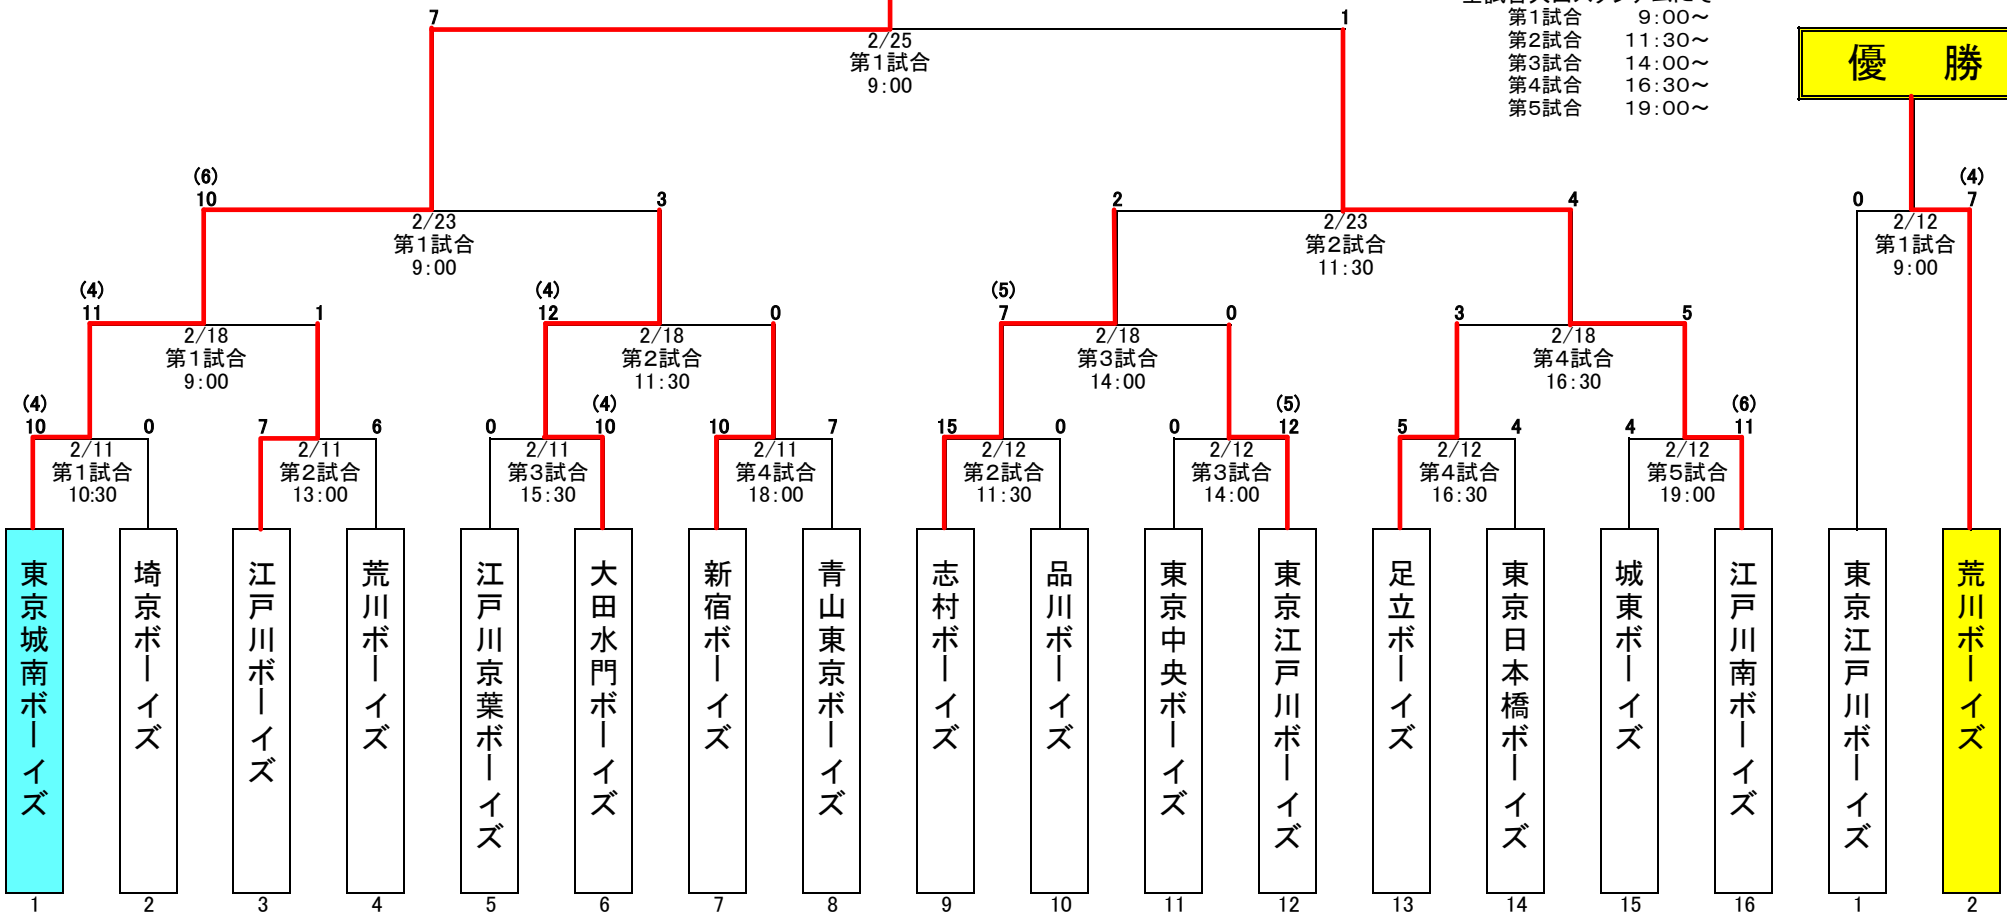 7
1
2/25
第1試合
9:00
第1試合 9:00～
第2試合 11:30～
第3試合 14:00～
第4試合 16:30～
第5試合 19:00～
優 勝
(6)
10
3
2/23
第1試合
9:00
2
4
2/23
第2試合
11:30
0
(4)
7
2/12
第1試合
9:00
(4)
11
1
2/18
第1試合
9:00
(4)
12
0
2/18
第2試合
11:30
(5)
7
0
2/18
第3試合
14:00
3
5
2/18
第4試合
16:30
(4)
10
0
2/11
第1試合
10:30
7
6
2/11
第2試合
13:00
0
(4)
10
2/11
第3試合
15:30
10
7
2/11
第4試合
18:00
15
0
2/12
第2試合
11:30
0
(5)
12
2/12
第3試合
14:00
5
4
2/12
第4試合
16:30
4
(6)
11
2/12
第5試合
19:00
東京城南ボーイズ
埼京ボーイズ
江戸川ボーイズ
荒川ボーイズ
江戸川京葉ボーイズ
大田水門ボーイズ
新宿ボーイズ
青山東京ボーイズ
志村ボーイズ
品川ボーイズ
東京中央ボーイズ
東京江戸川ボーイズ
足立ボーイズ
東京日本橋ボーイズ
城東ボーイズ
江戸川南ボーイズ
東京江戸川ボーイズ
荒川ボーイズ
1 2 3 4 5 6 7 8 9 10 11 12 13 14 15 16 1 2